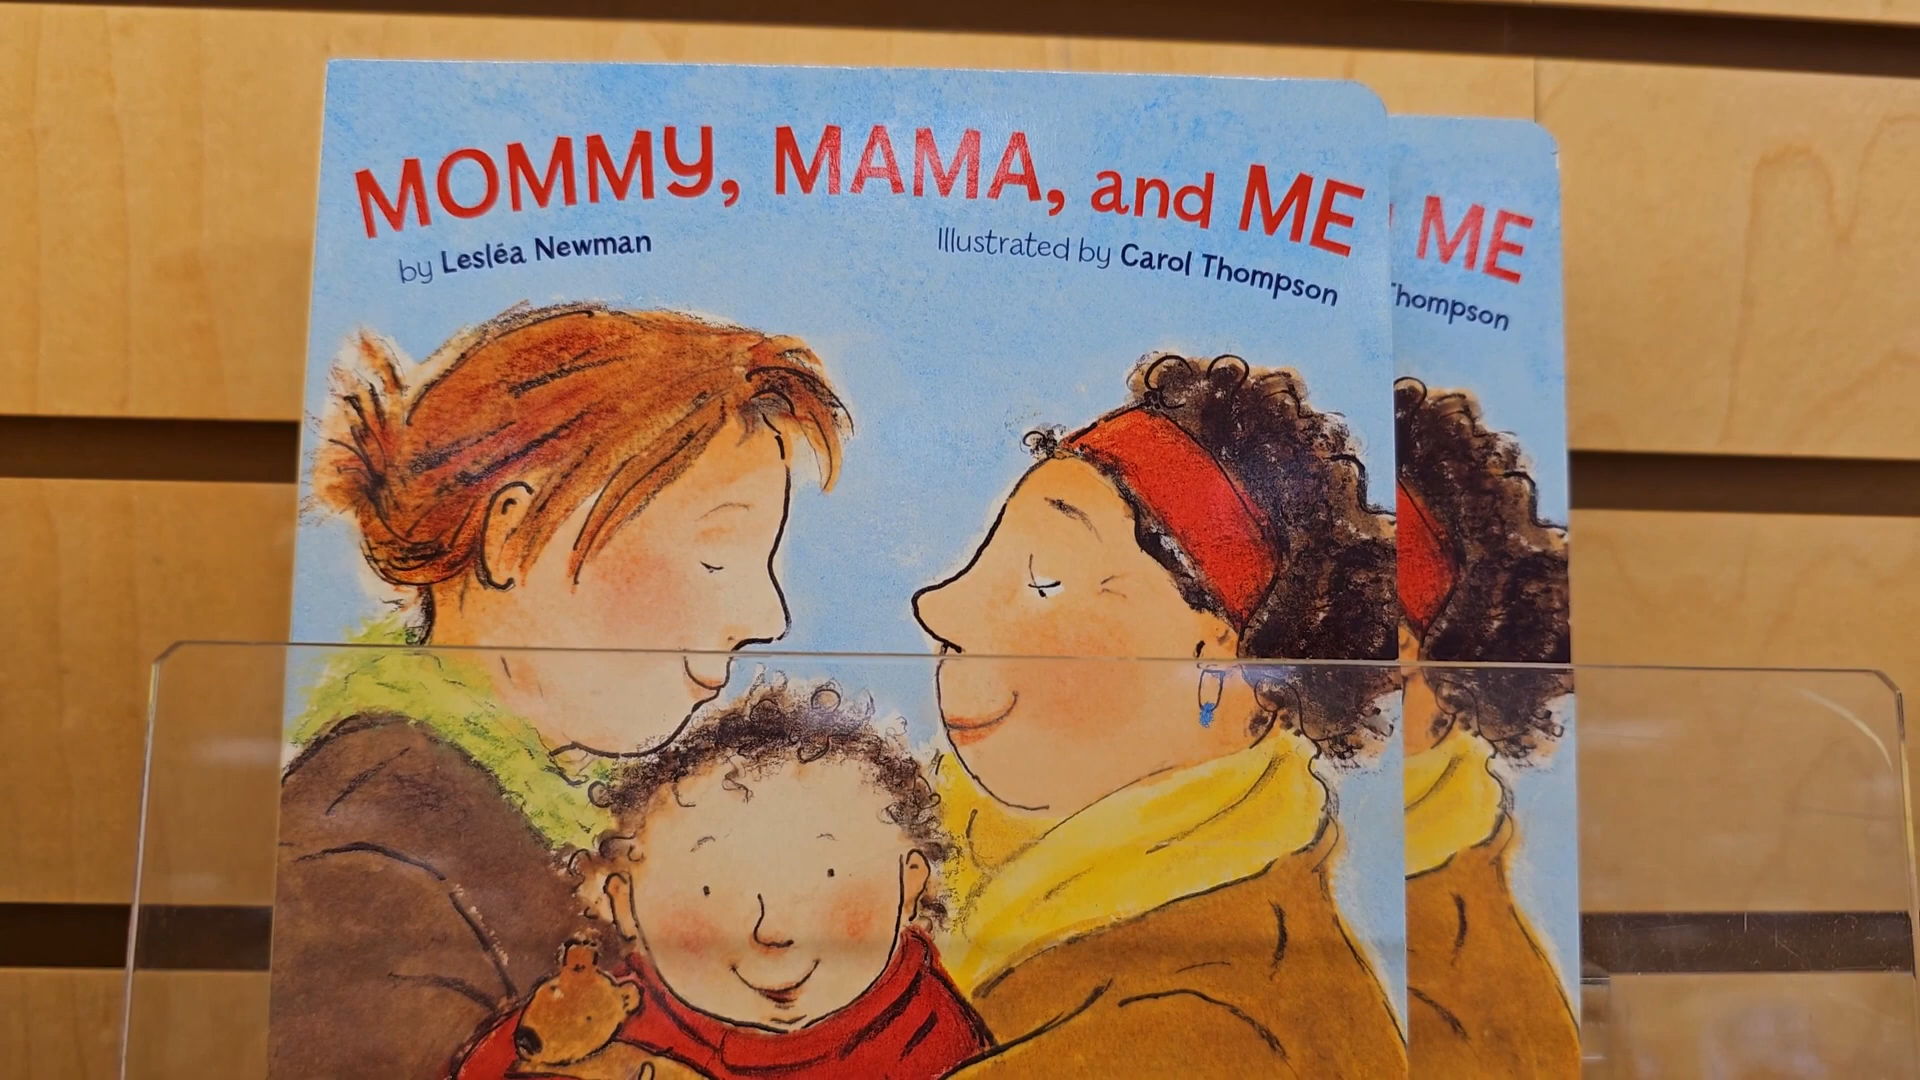 MOMMY, MAMA, and ME
by Lesléa Newman
Illustrated by Carol Thompson
ME
Thompson